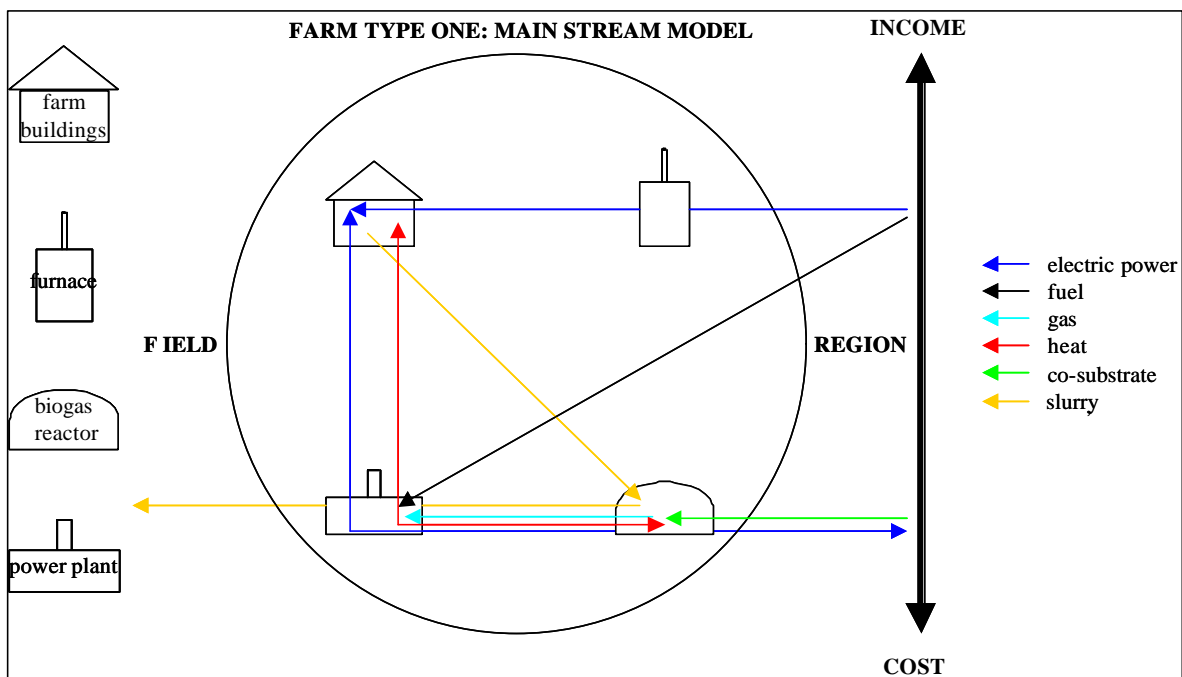 FARM TYPE ONE: MAIN STREAM MODEL
INCOME
farm
buildings
furnace
biogas
reactor
power plant
F IELD
REGION
electric power
fuel
gas
heat
co-substrate
slurry
COST